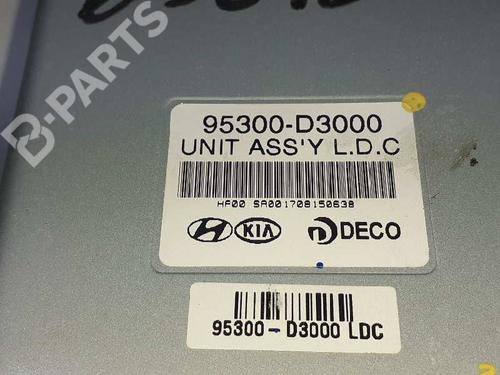 B-PARTS
95300-D3000
UNIT ASS'Y L.D.C
HF00 SA001708150638
KIA DECO
95300-D3000 LDC